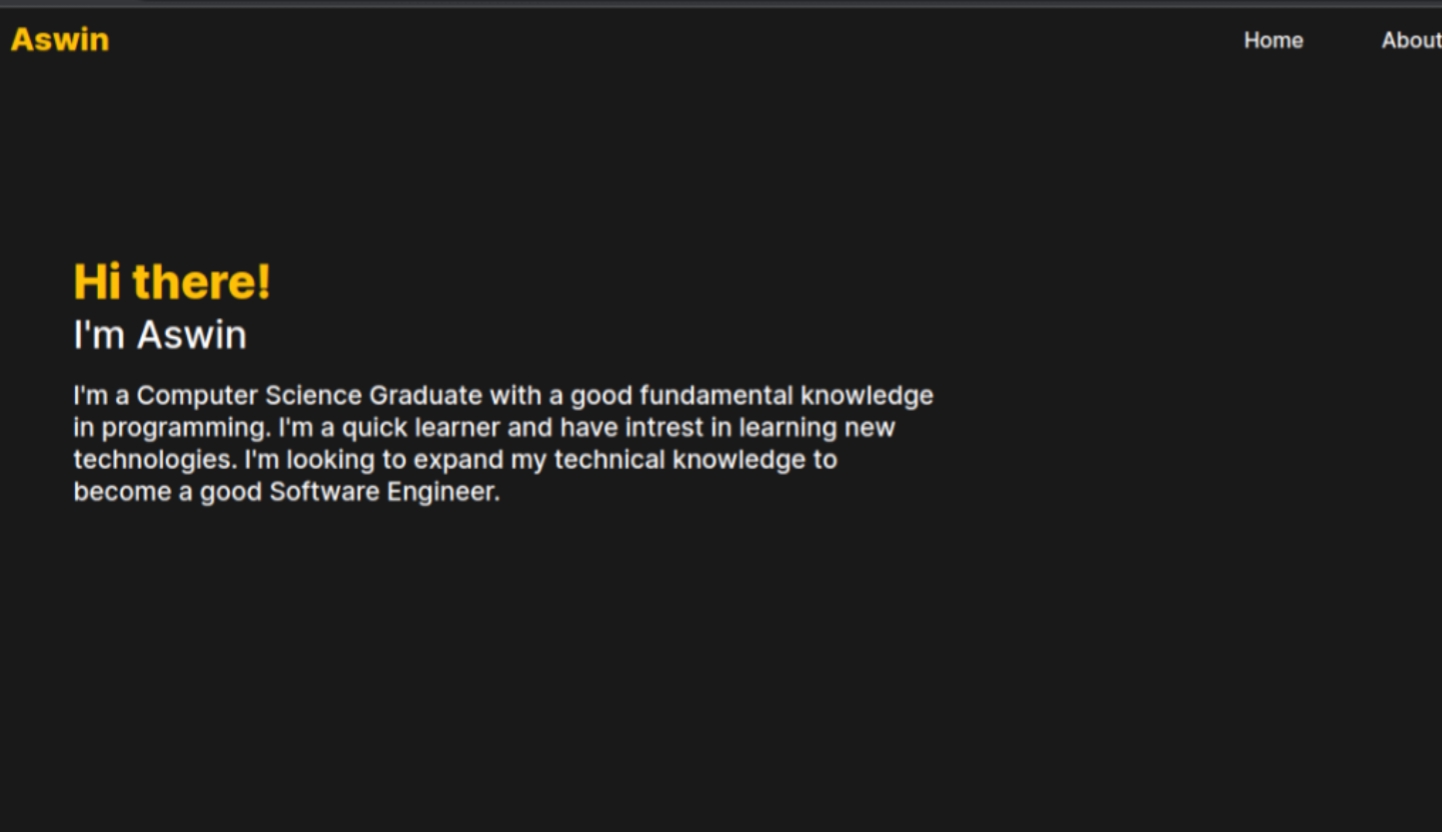 Aswin
Home
About
Hi there!
I'm Aswin
I'm a Computer Science Graduate with a good fundamental knowledge
in programming. I'm a quick learner and have intrest in learning new
technologies. I'm looking to expand my technical knowledge to
become a good Software Engineer.